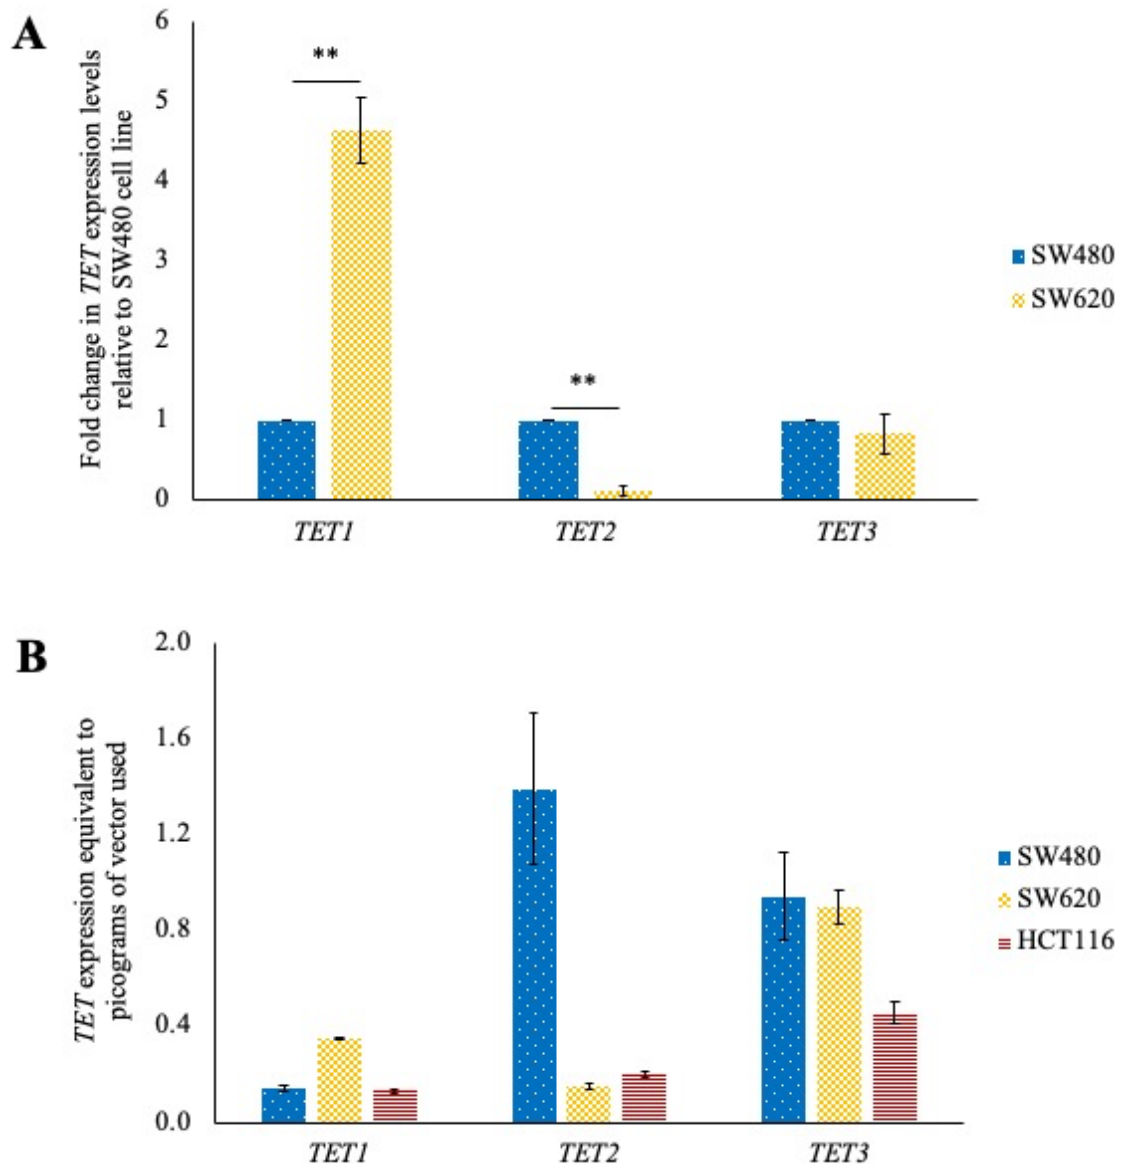 A
Fold change in TET expression levels
relative to SW480 cell line
6
5
4
3
2
1
0
**
**
TET1
TET2
TET3
SW480
SW620
B
TET expression equivalent to
picograms of vector used
2.0
1.6
1.2
0.8
0.4
0.0
TET1
TET2
TET3
SW480
SW620
HCT116